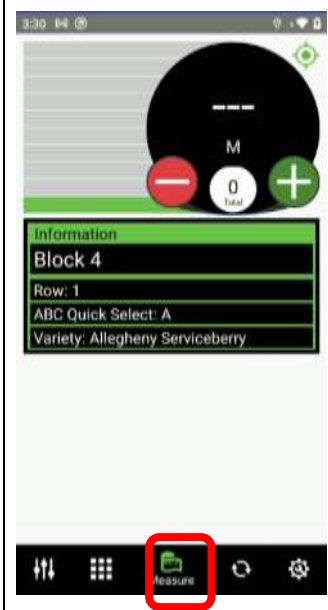 3:30
---
M
0
Total
Information
Block 4
Row: 1
ABC Quick Select: A
Variety: Allegheny Serviceberry
Measure